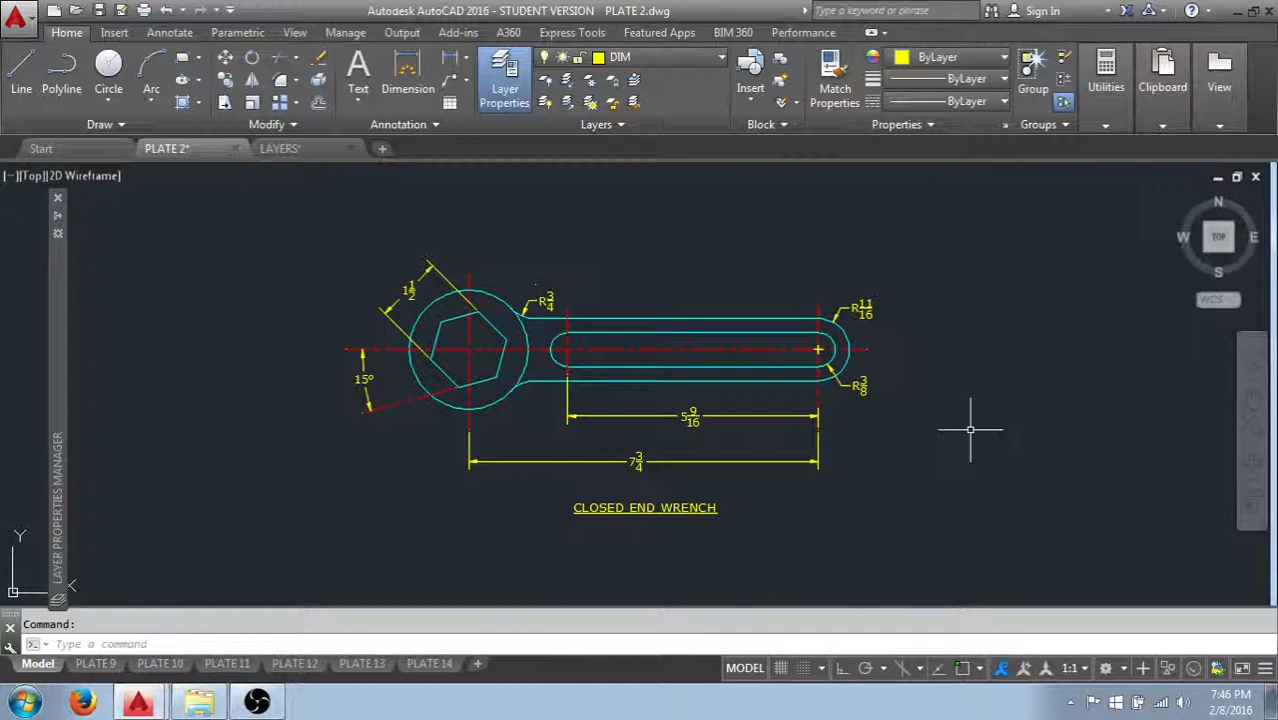 Autodesk AutoCAD 2016 - STUDENT VERSION PLATE 2.dwg
Type a keyword or phrase
Sign In
Home Insert Annotate Parametric View Manage Output Add-ins A360 Express Tools Featured Apps BIM 360 Performance
Line Polyline Circle Arc
Text Dimension
Layer Properties
DIM
Insert
Match Properties
ByLayer
ByLayer
ByLayer
Group
Utilities
Clipboard
View
Draw Modify Annotation Layers Block Properties Groups
Start PLATE 2* LAYERS*
[−][Top][2D Wireframe]
N
W TOP E
S
WCS
1 1/2
R3/4
R11/16
15°
R3/8
5 9/16
7 3/4
CLOSED END WRENCH
LAYER PROPERTIES MANAGER
Y
X
Command:
Type a command
Model PLATE 9 PLATE 10 PLATE 11 PLATE 12 PLATE 13 PLATE 14
MODEL
1:1
7:46 PM
2/8/2016